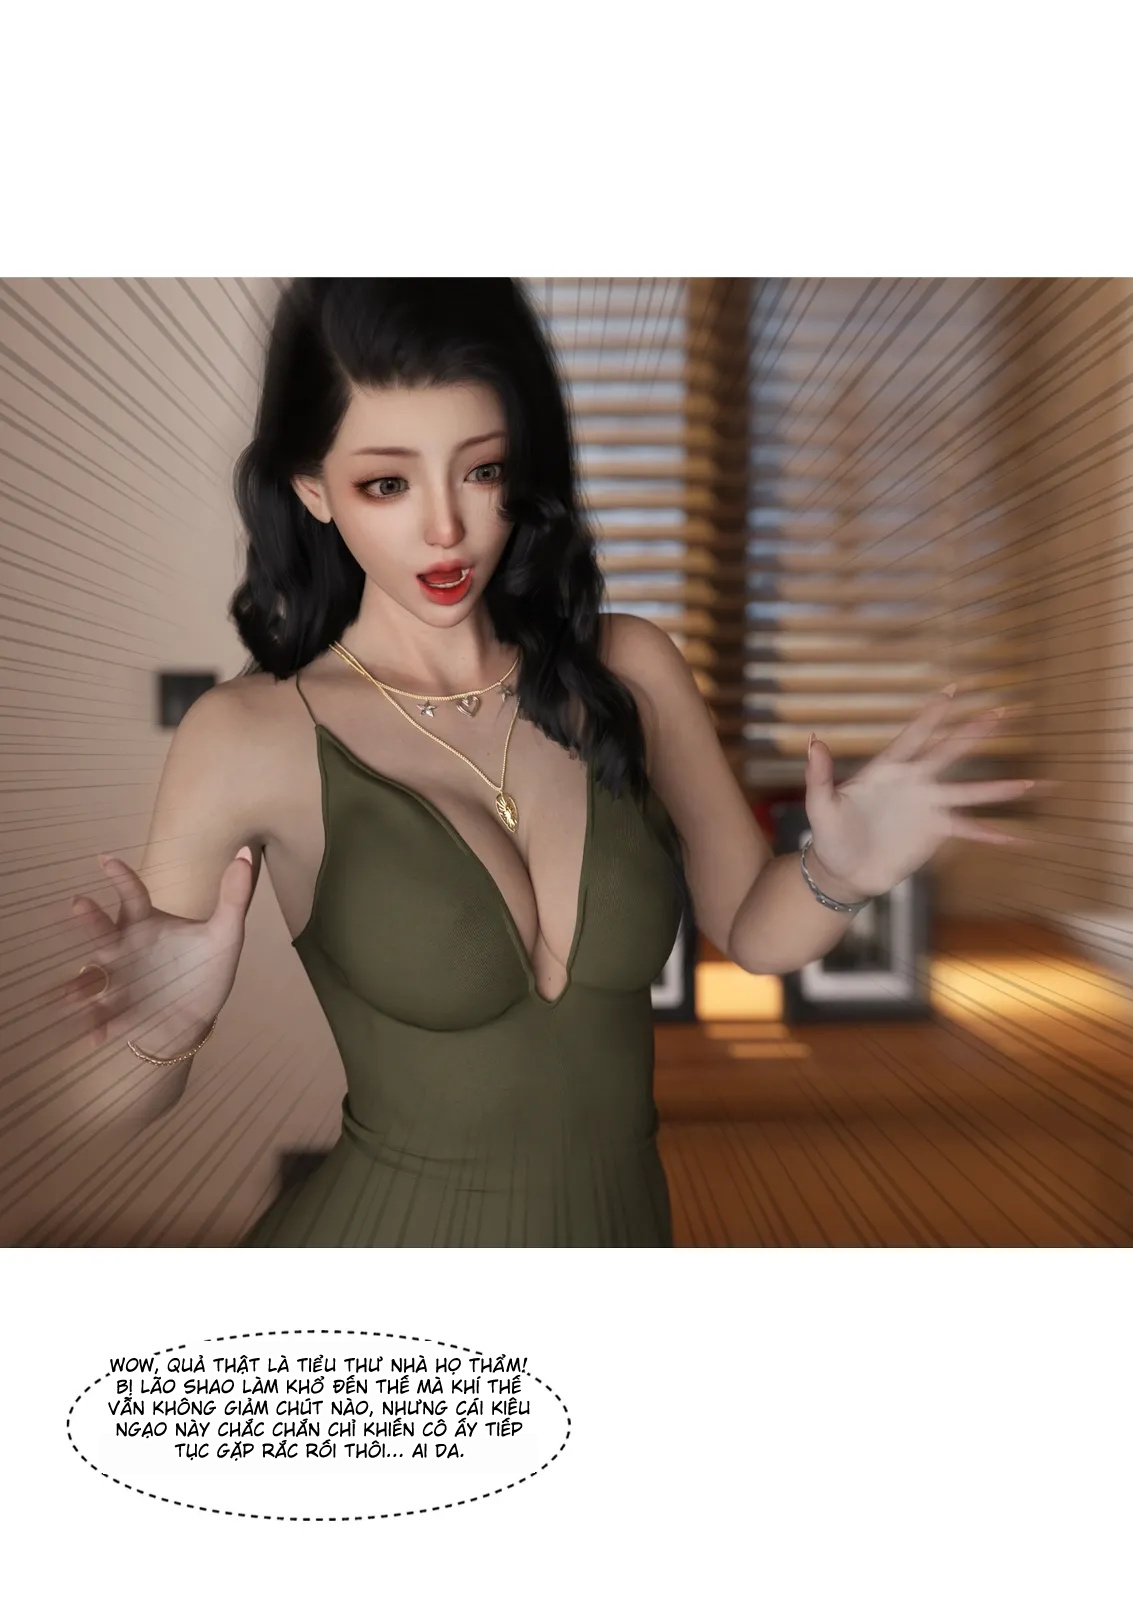 WOW, QUẢ THẬT LÀ TIỂU THƯ NHÀ HỌ THẨM!
BỊ LÃO SHAO LÀM KHỔ ĐẾN THẾ MÀ KHÍ THẾ
VẪN KHÔNG GIẢM CHÚT NÀO, NHƯNG CÁI KIÊU
NGẠO NÀY CHẮC CHẮN CHỈ KHIẾN CÔ ẤY TIẾP
TỤC GẶP RẮC RỐI THÔI... AI DA.